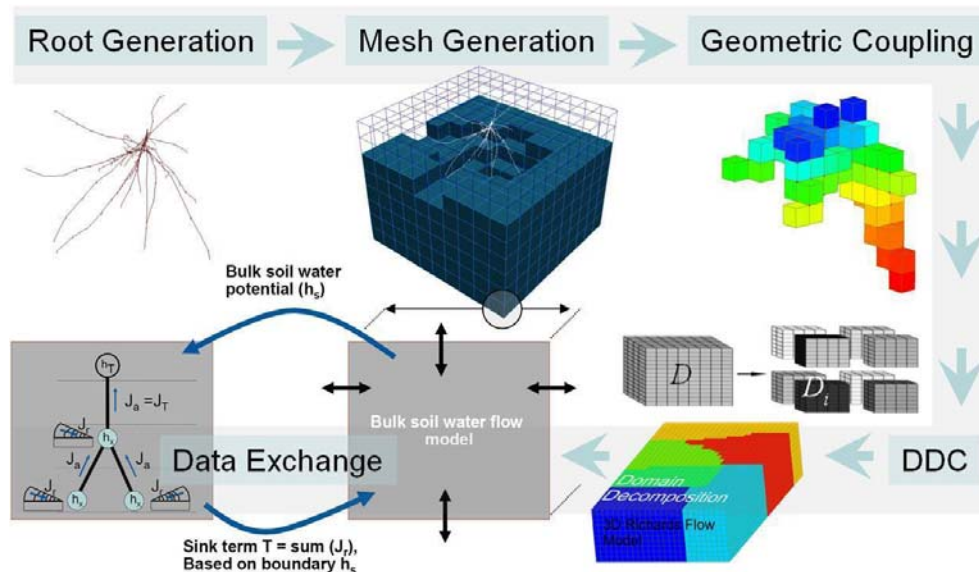 Root Generation
Mesh Generation
Geometric Coupling
Bulk soil water
potential (hs)
D
Di
hT
Ja =JT
Jr
hx
Ja
Ja
Jr
hx
hx
Jr
Bulk soil water flow
model
Data Exchange
DDC
Domain
Decomposition
3D Richards Flow
Model
Sink term T = sum (Jr),
Based on boundary hs